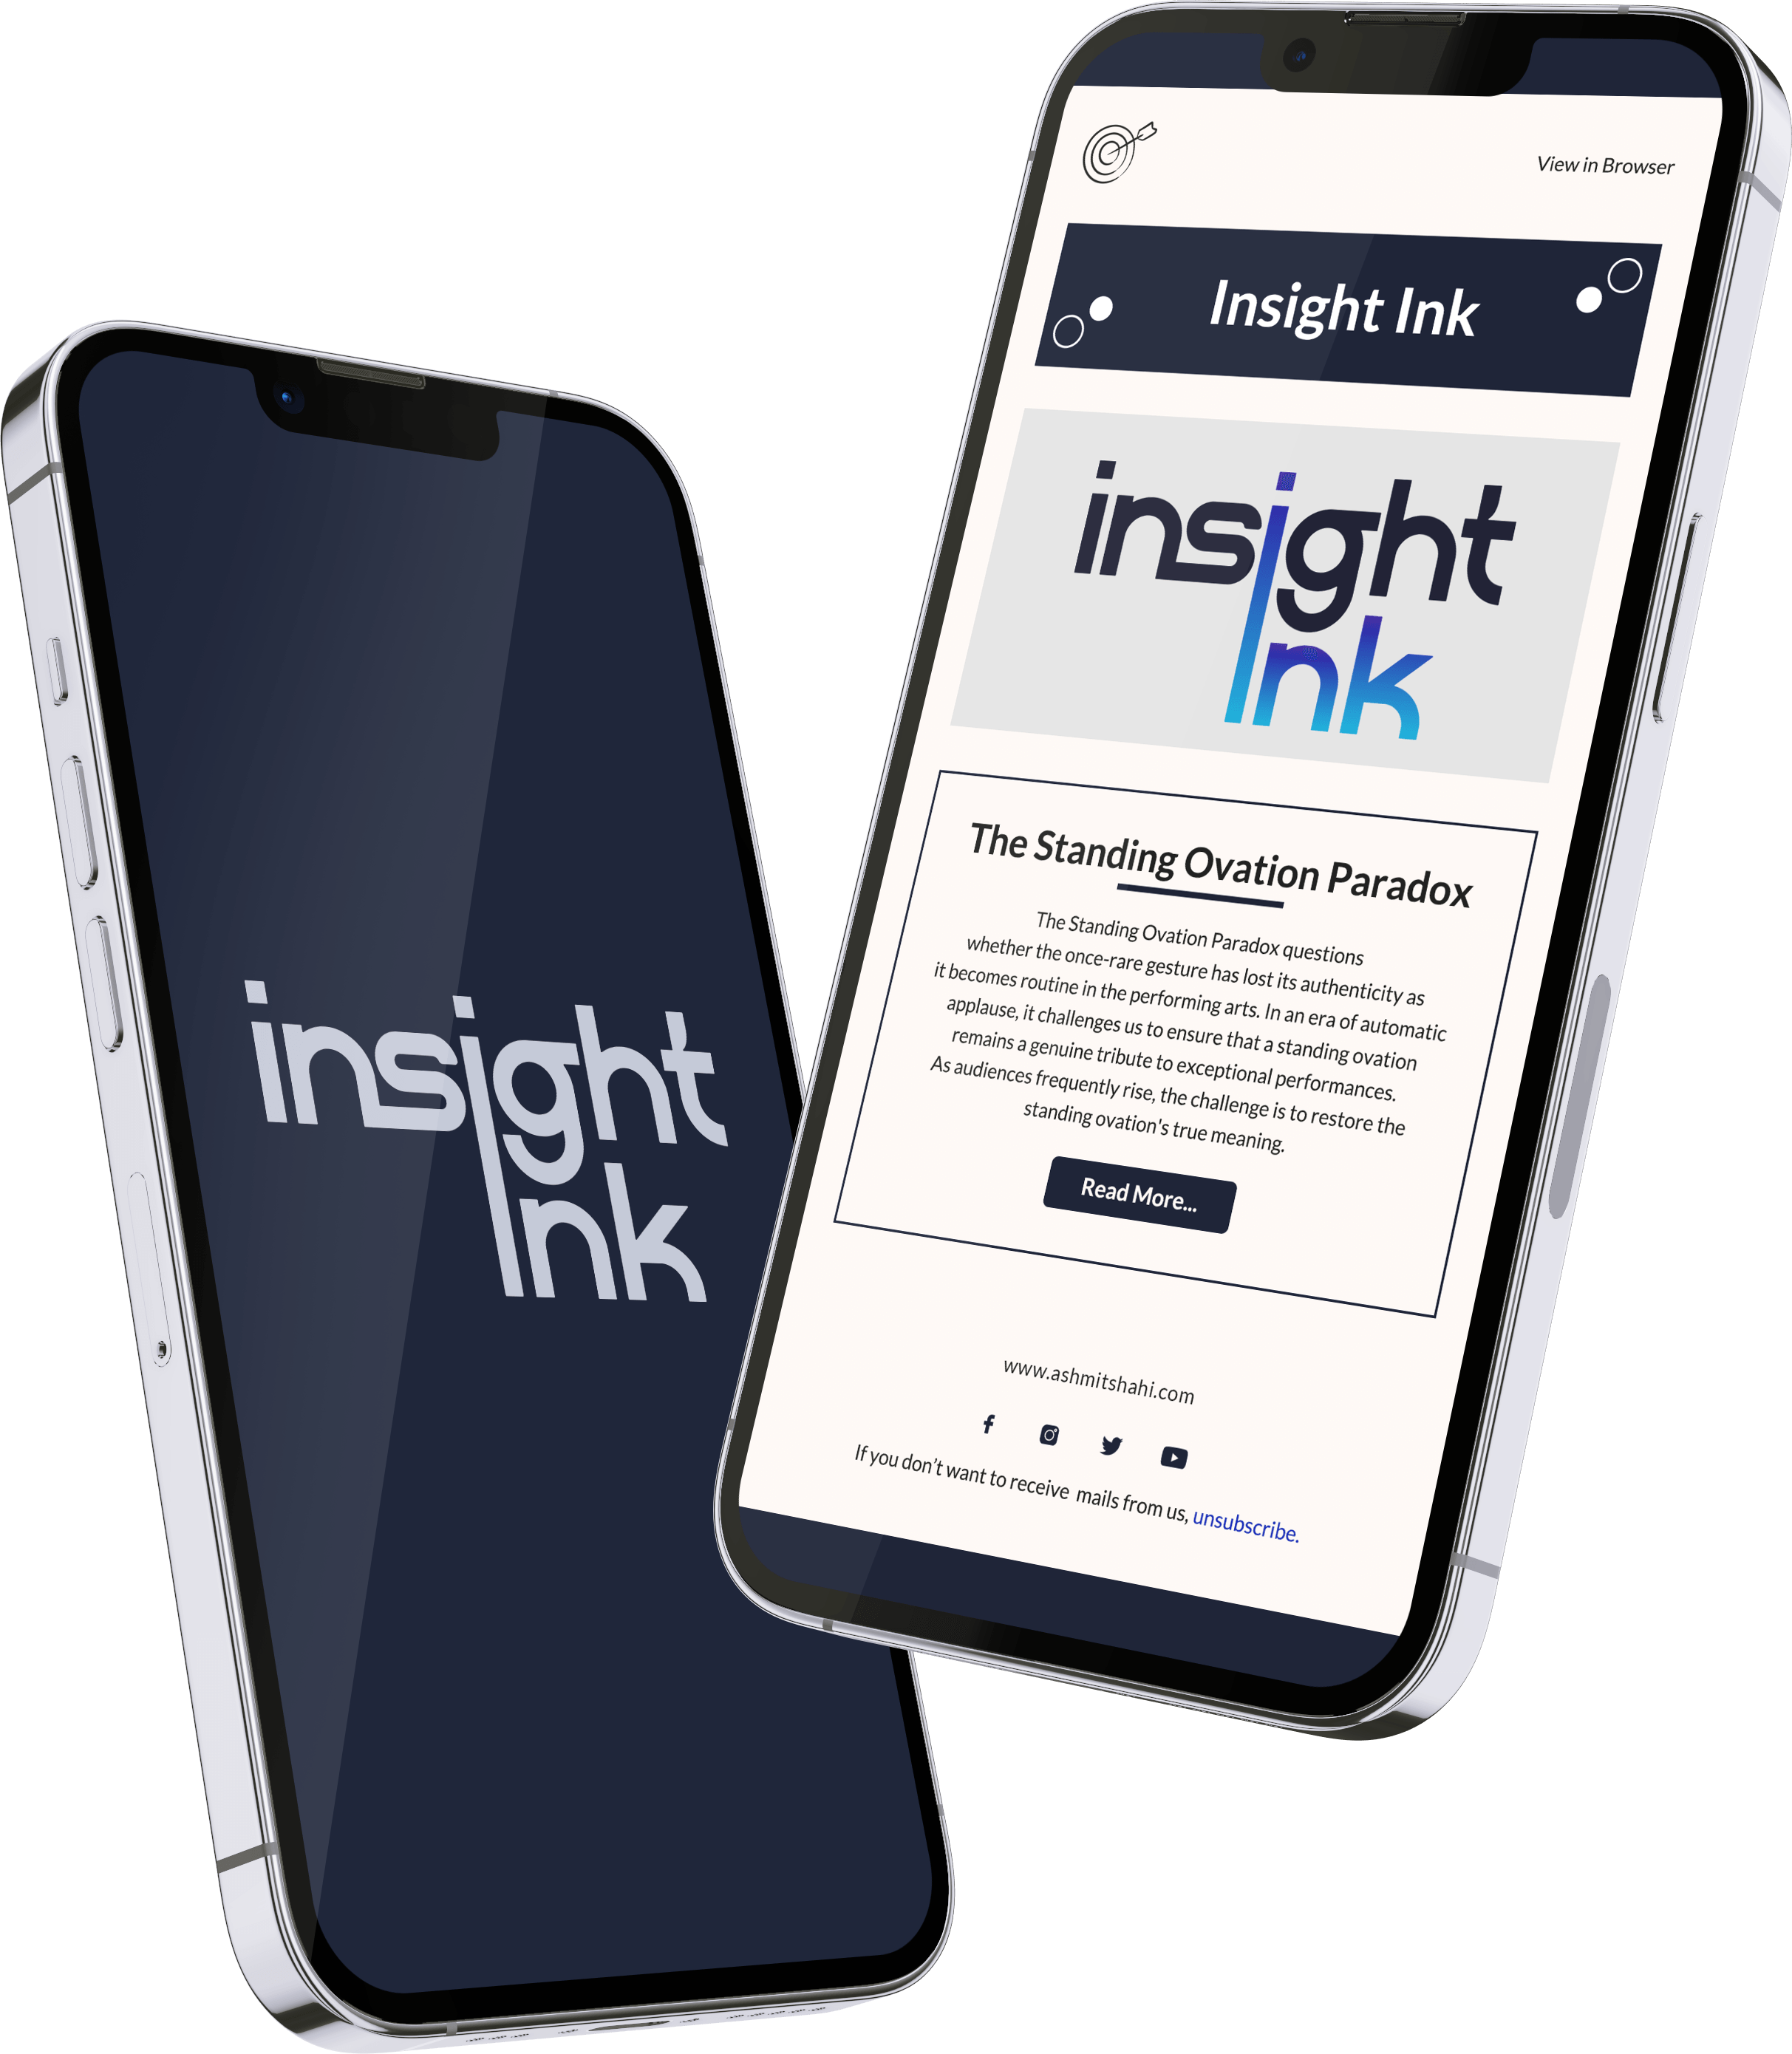 insight
ink
View in Browser
Insight Ink
insight
ink
The Standing Ovation Paradox
The Standing Ovation Paradox questions
whether the once-rare gesture has lost its authenticity as
it becomes routine in the performing arts. In an era of automatic
applause, it challenges us to ensure that a standing ovation
remains a genuine tribute to exceptional performances.
As audiences frequently rise, the challenge is to restore the
standing ovation's true meaning.
Read More...
www.ashmitshahi.com
If you don't want to receive mails from us, unsubscribe.